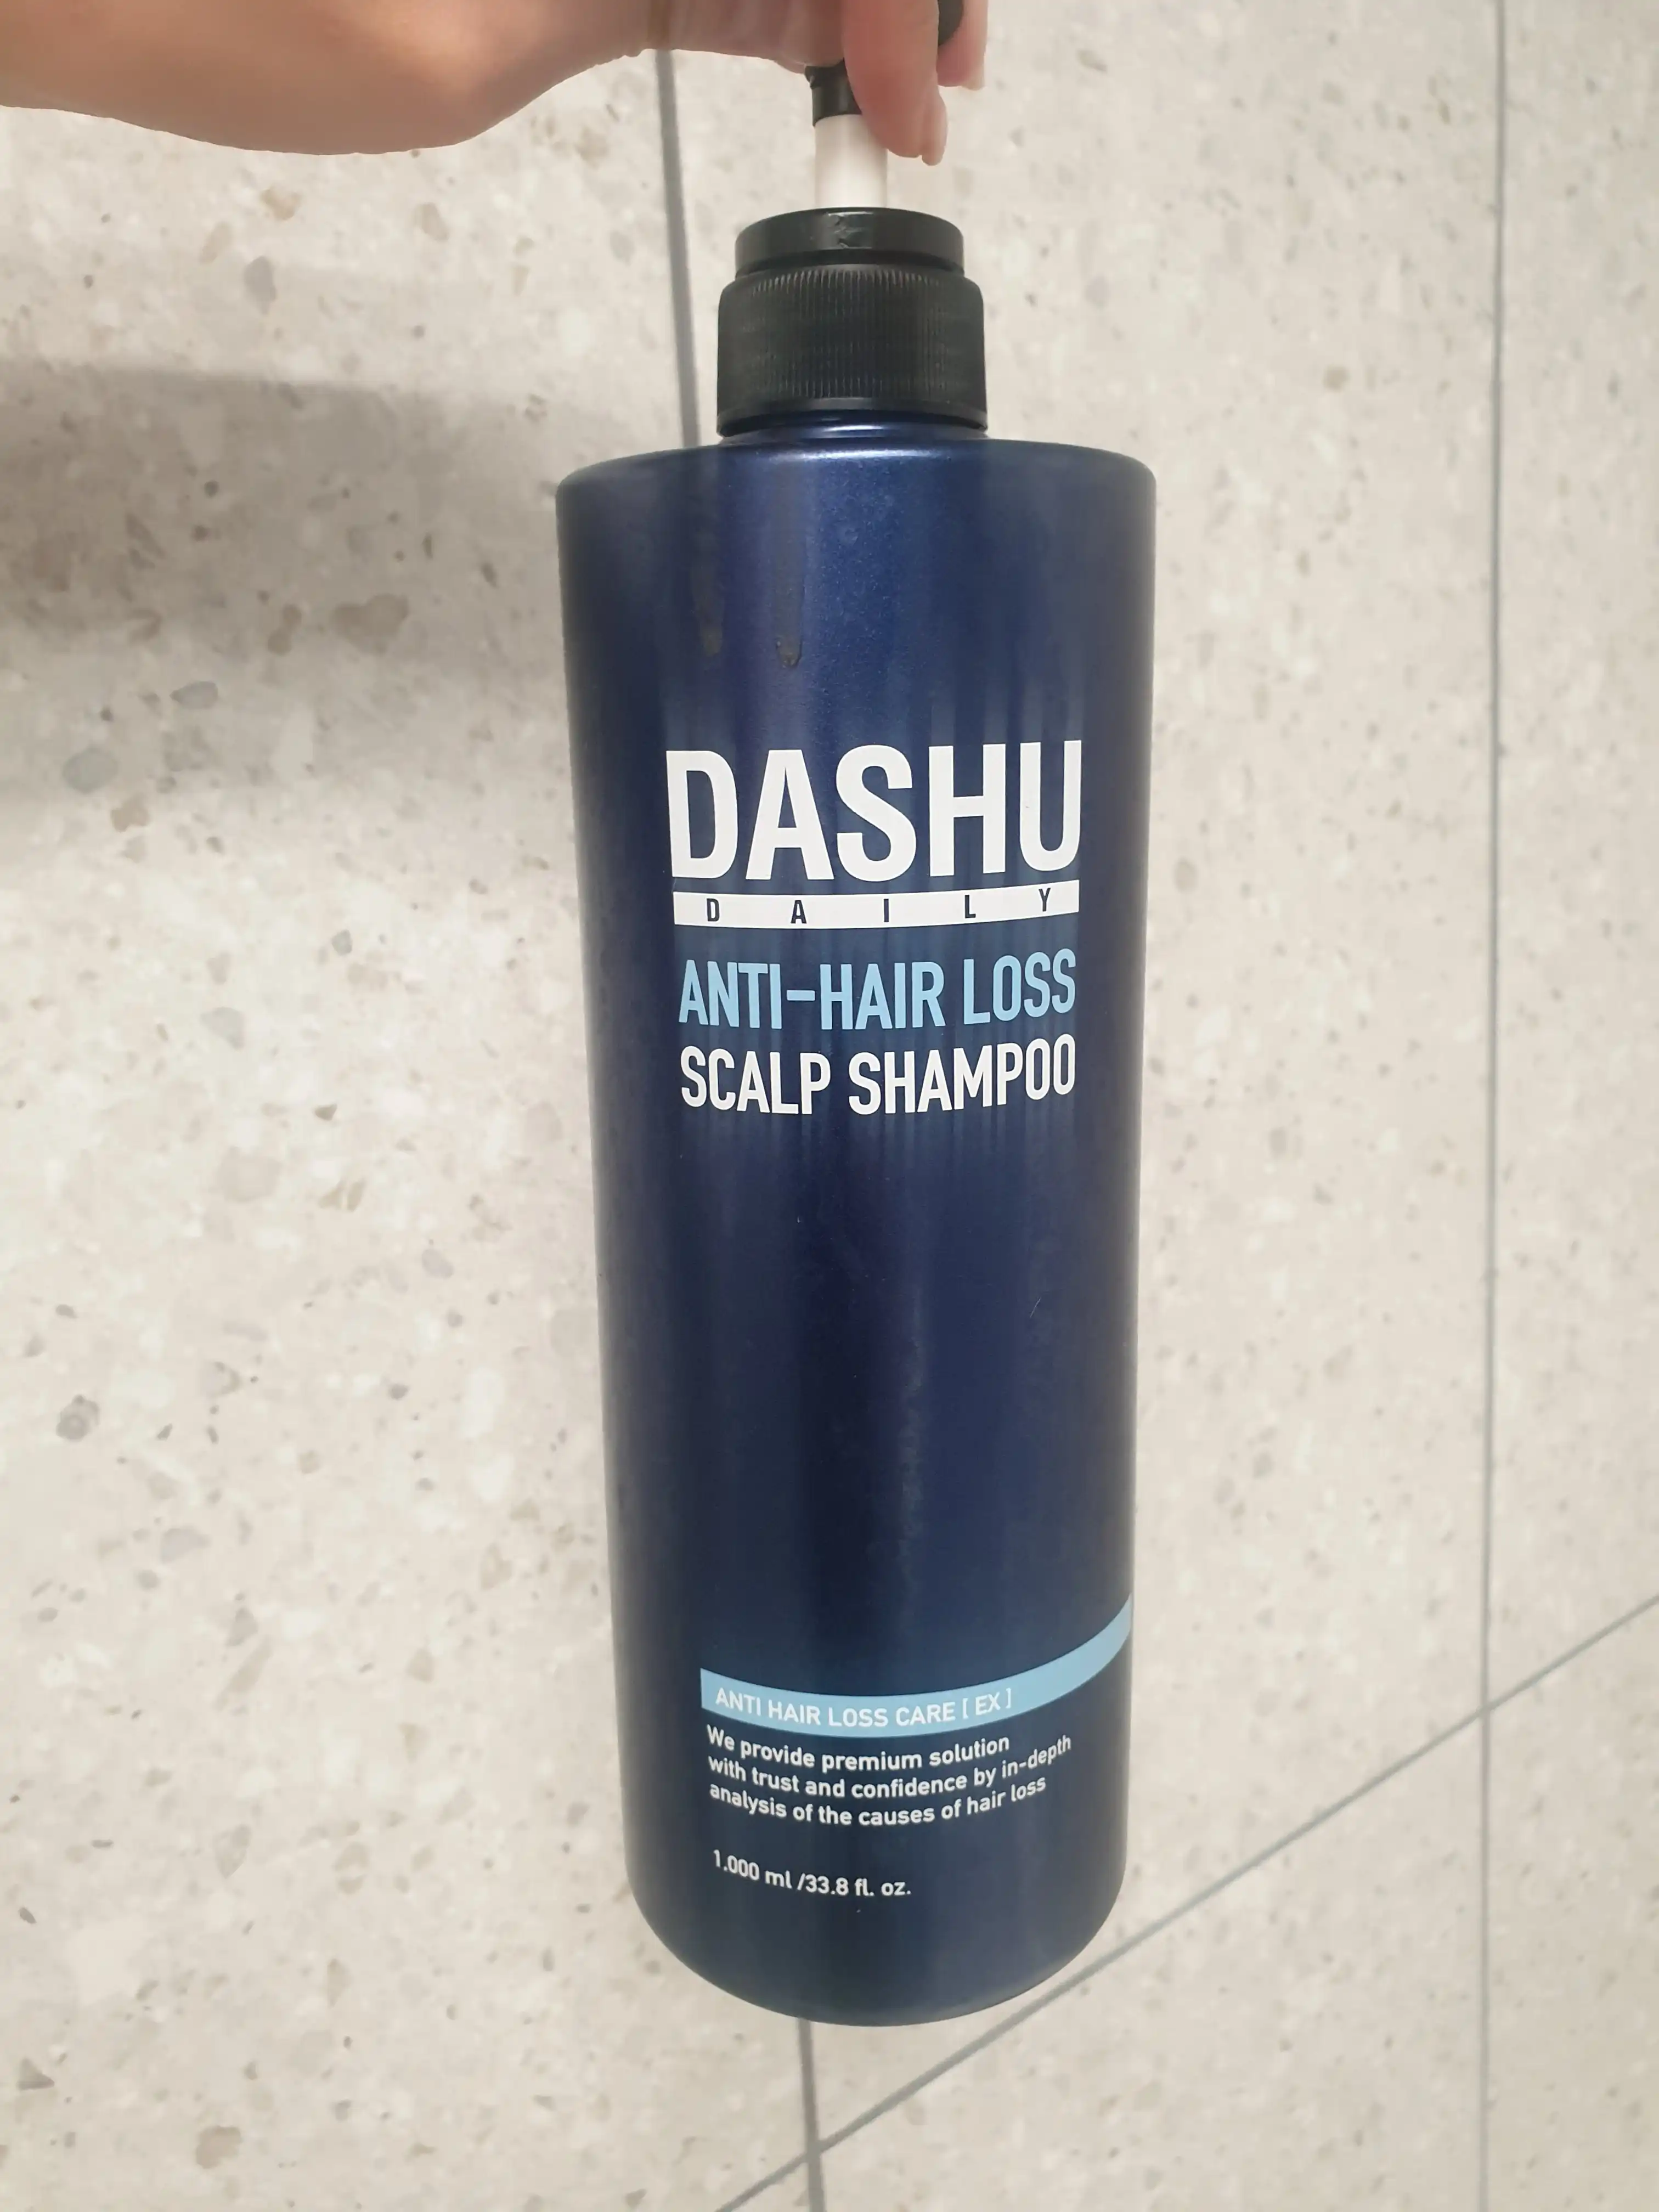 DASHU
DAILY
ANTI-HAIR LOSS
SCALP SHAMPOO
ANTI HAIR LOSS CARE [ EX ]
We provide premium solution
with trust and confidence by in-depth
analysis of the causes of hair loss
1.000 ml /33.8 fl. oz.